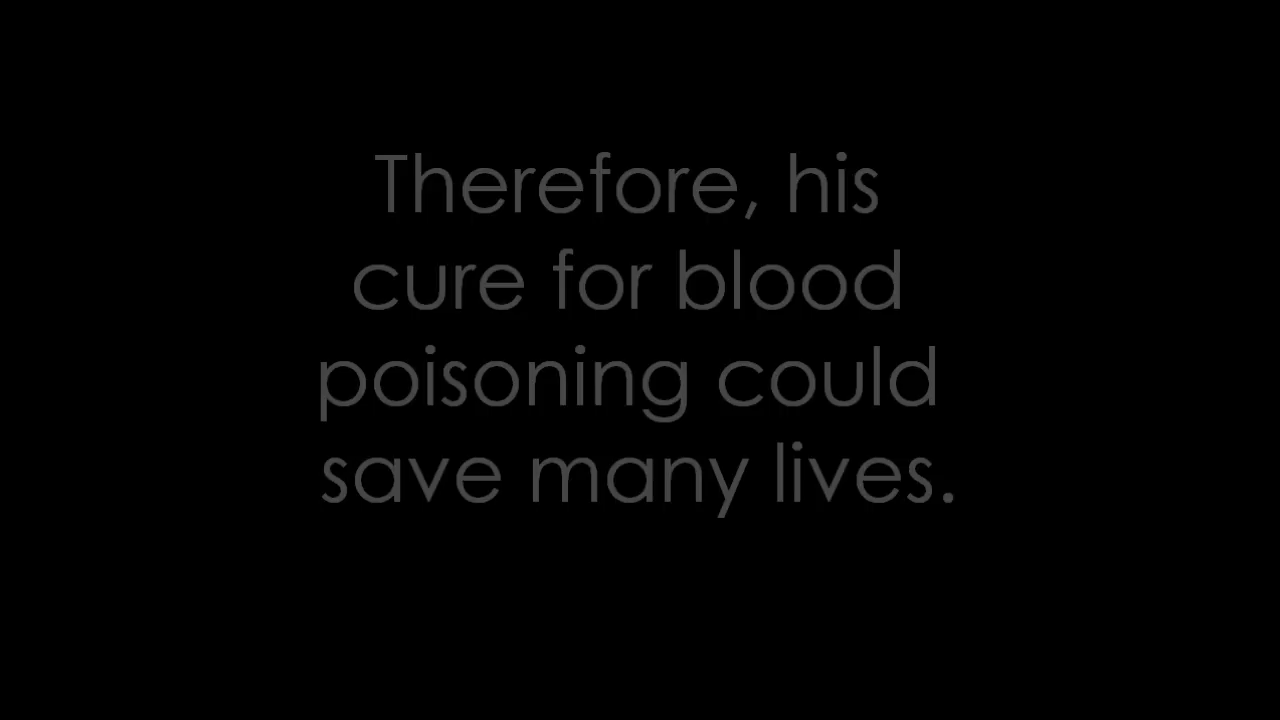 Therefore, his
cure for blood
poisoning could
save many lives.